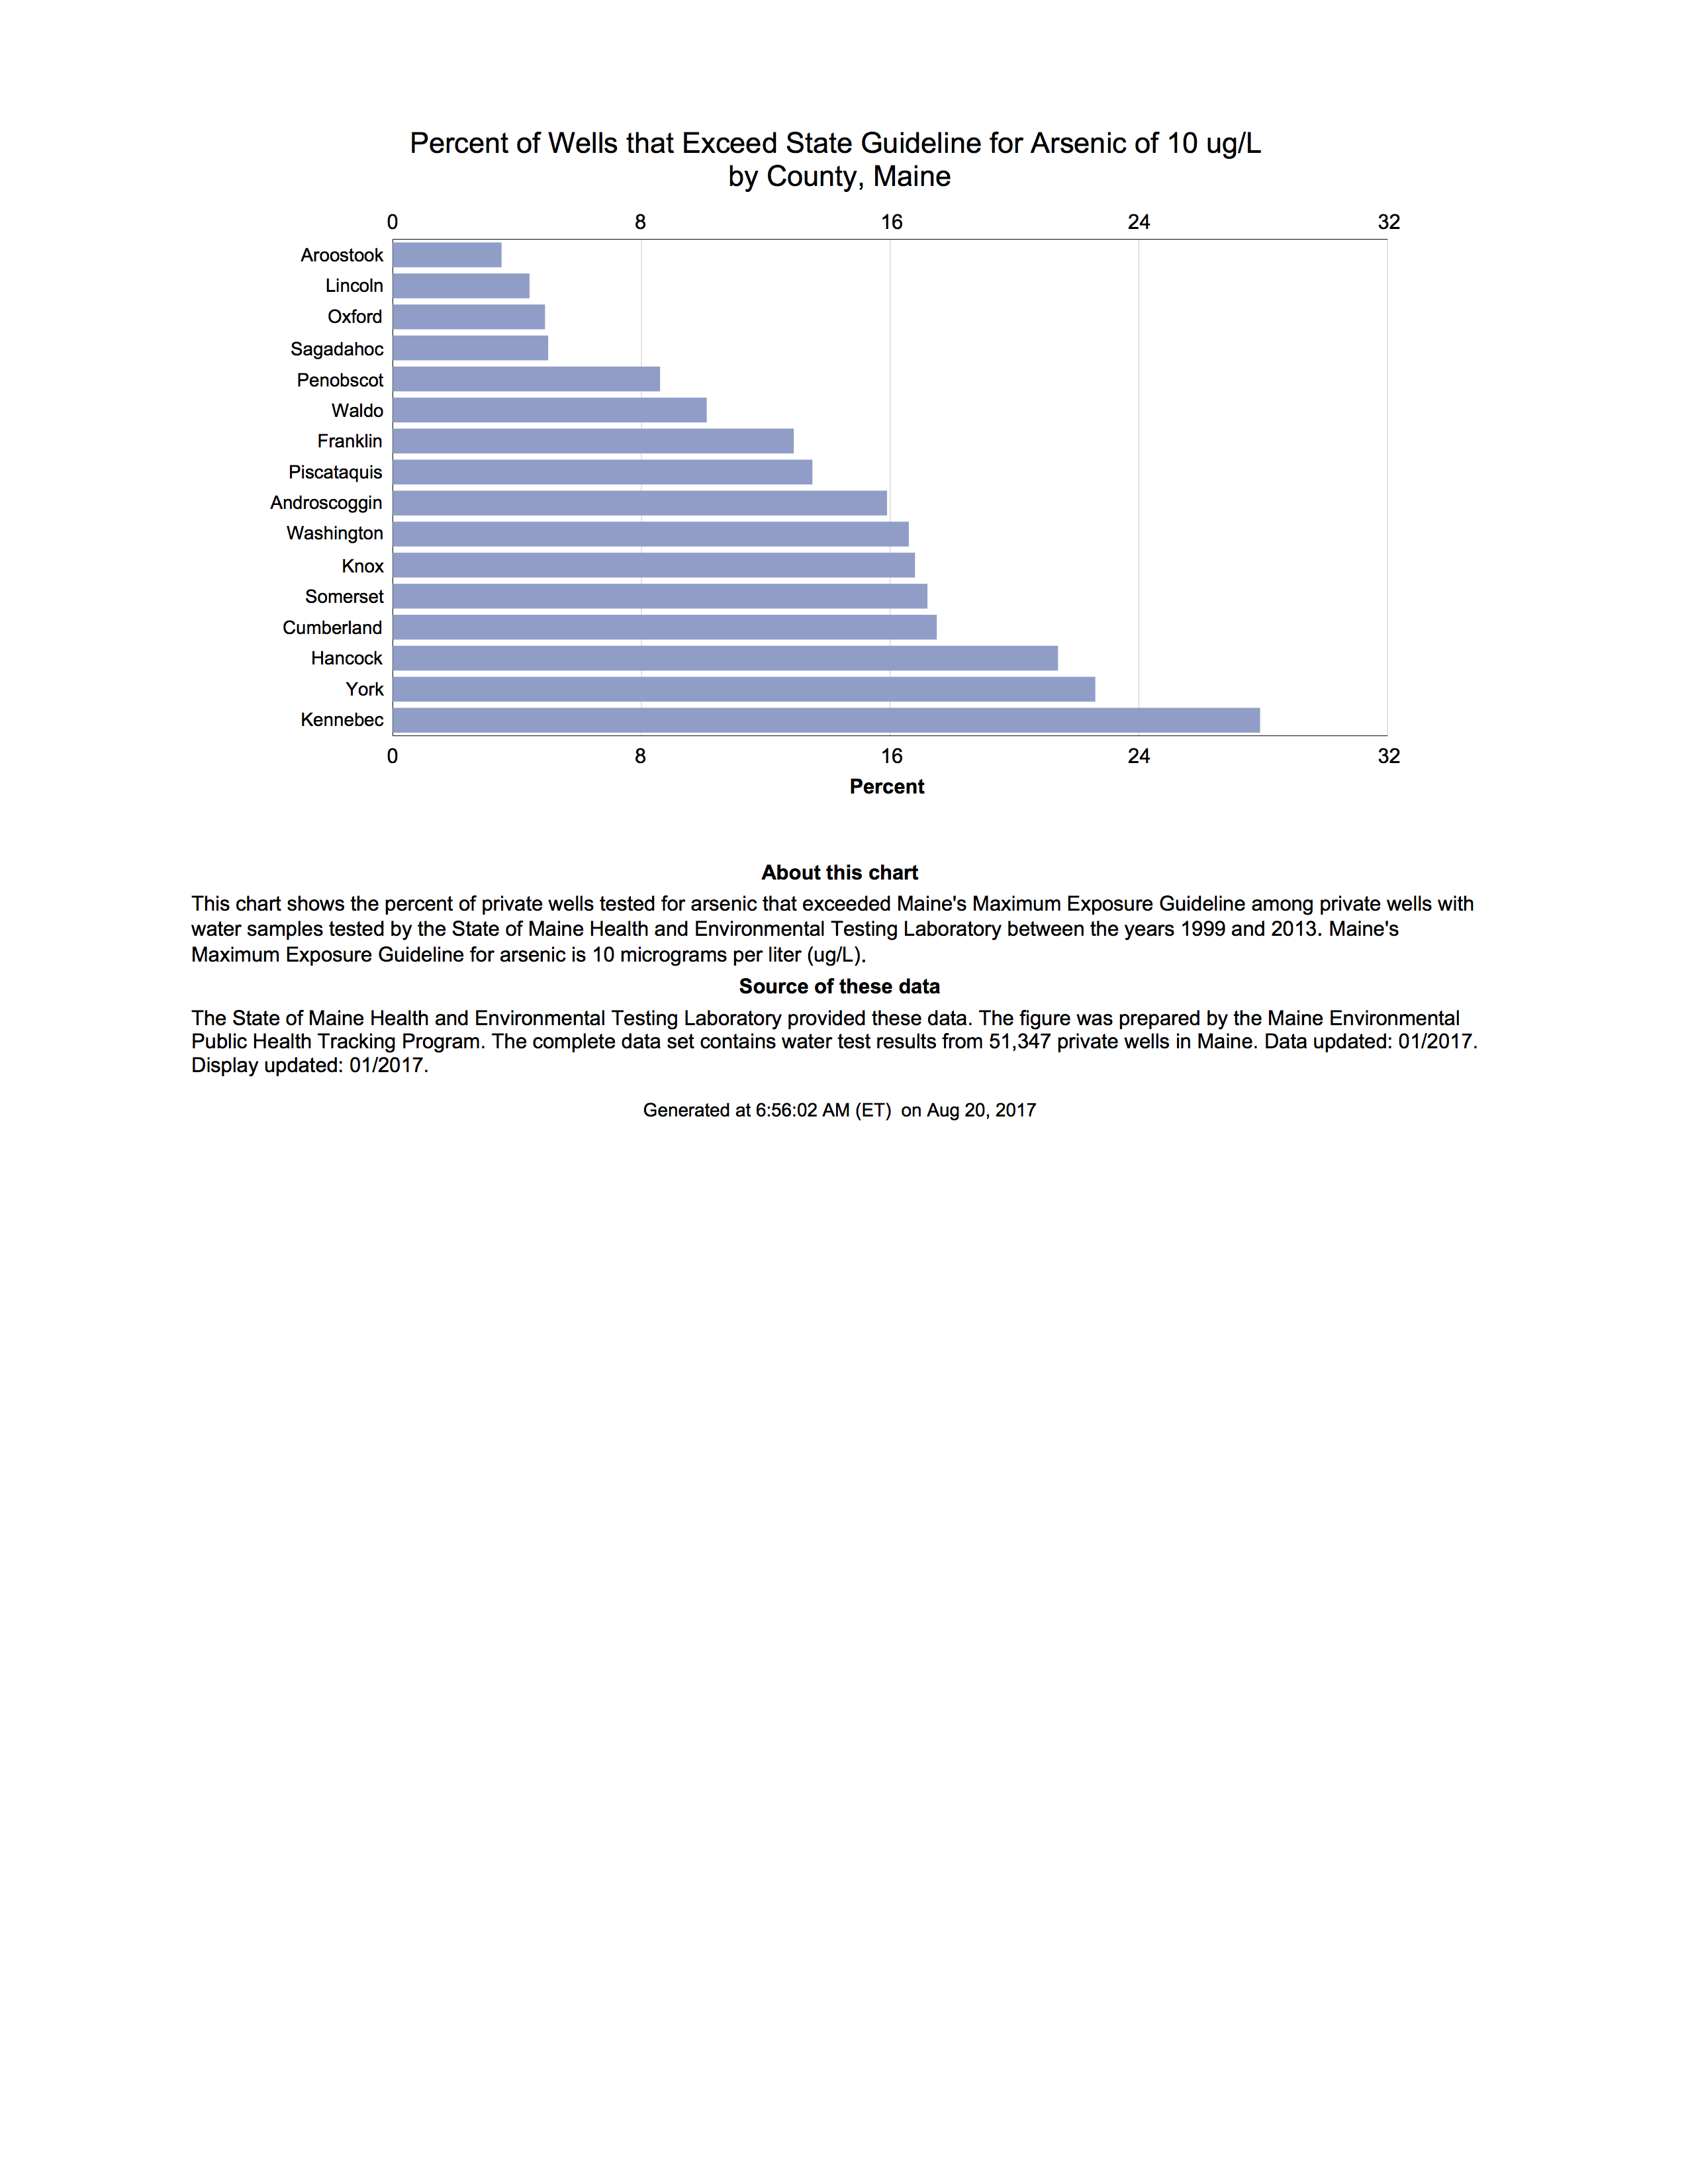 Percent of Wells that Exceed State Guideline for Arsenic of 10 ug/L
by County, Maine
0 8 16 24 32
Aroostook
Lincoln
Oxford
Sagadahoc
Penobscot
Waldo
Franklin
Piscataquis
Androscoggin
Washington
Knox
Somerset
Cumberland
Hancock
York
Kennebec
0 8 16 24 32
Percent
About this chart
This chart shows the percent of private wells tested for arsenic that exceeded Maine's Maximum Exposure Guideline among private wells with
water samples tested by the State of Maine Health and Environmental Testing Laboratory between the years 1999 and 2013. Maine's
Maximum Exposure Guideline for arsenic is 10 micrograms per liter (ug/L).
Source of these data
The State of Maine Health and Environmental Testing Laboratory provided these data. The figure was prepared by the Maine Environmental
Public Health Tracking Program. The complete data set contains water test results from 51,347 private wells in Maine. Data updated: 01/2017.
Display updated: 01/2017.
Generated at 6:56:02 AM (ET) on Aug 20, 2017